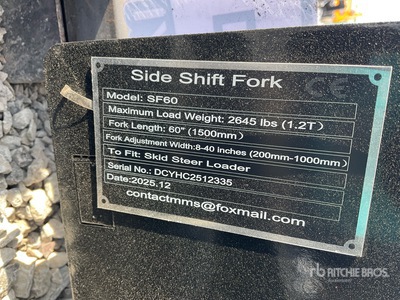 Side Shift Fork
CE
Model: SF60
Maximum Load Weight: 2645 lbs (1.2T)
Fork Length: 60" (1500mm)
Fork Adjustment Width:8-40 inches (200mm-1000mm)
To Fit: Skid Steer Loader
Serial No.: DCYHC2512335
Date:2025.12
contactmms@foxmail.com
rb RITCHIE BROS.